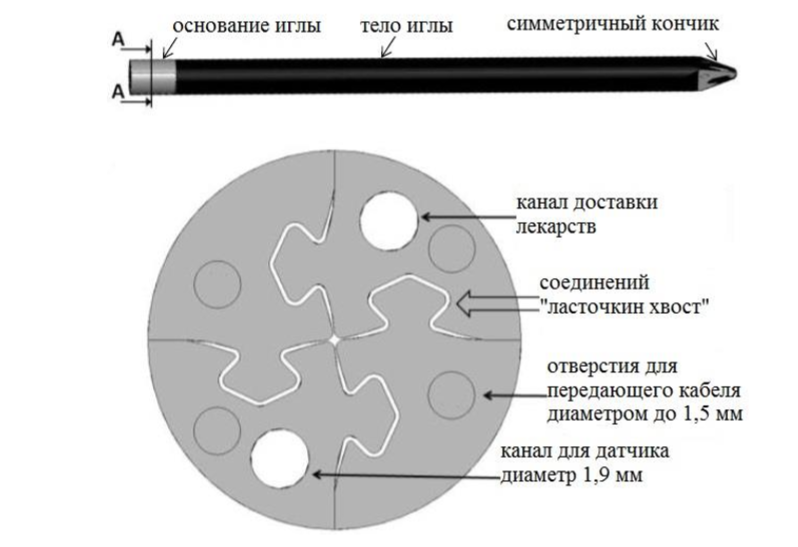 основание иглы
тело иглы
симметричный кончик
A
A
канал доставки
лекарств
соединений
"ласточкин хвост"
отверстия для
передающего кабеля
диаметром до 1,5 мм
канал для датчика
диаметр 1,9 мм